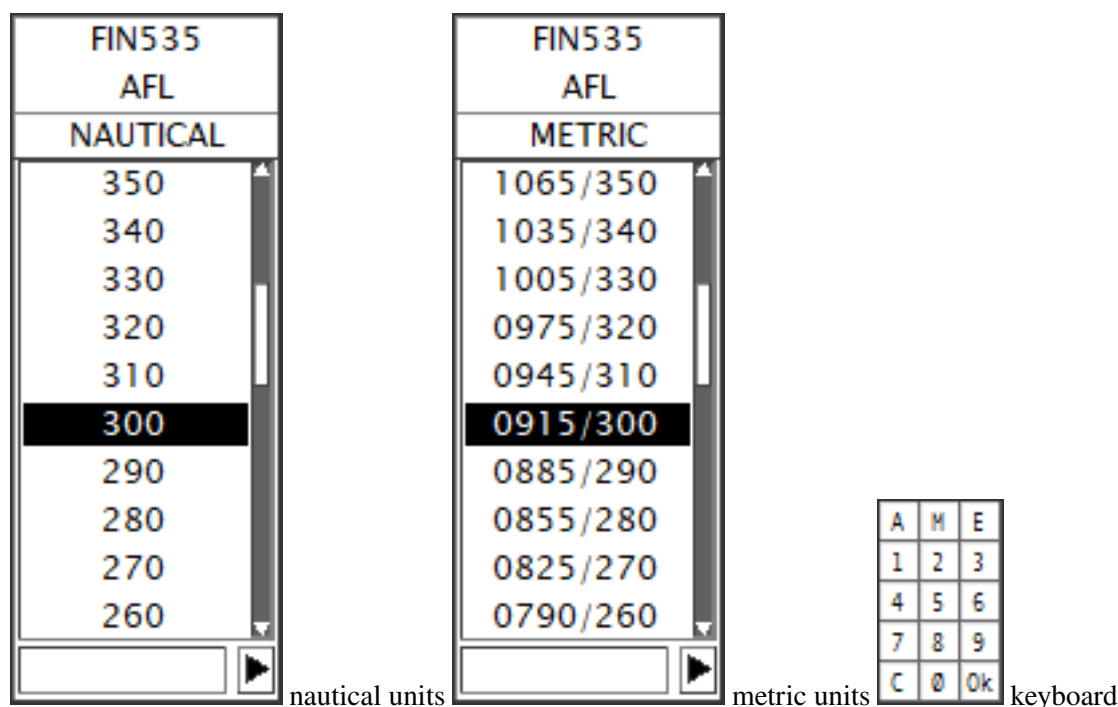 FIN535
AFL
NAUTICAL
350
340
330
320
310
300
290
280
270
260
nautical units
FIN535
AFL
METRIC
1065/350
1035/340
1005/330
0975/320
0945/310
0915/300
0885/290
0855/280
0825/270
0790/260
metric units
A M E
1 2 3
4 5 6
7 8 9
C Ø Ok
keyboard